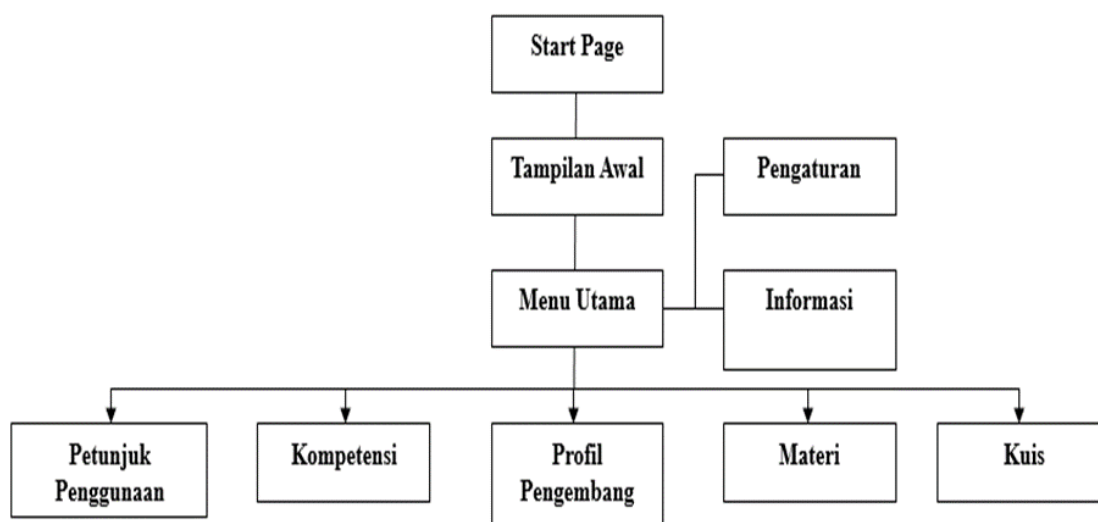 Start Page
Tampilan Awal
Pengaturan
Menu Utama
Informasi
Petunjuk
Penggunaan
Kompetensi
Profil
Pengembang
Materi
Kuis